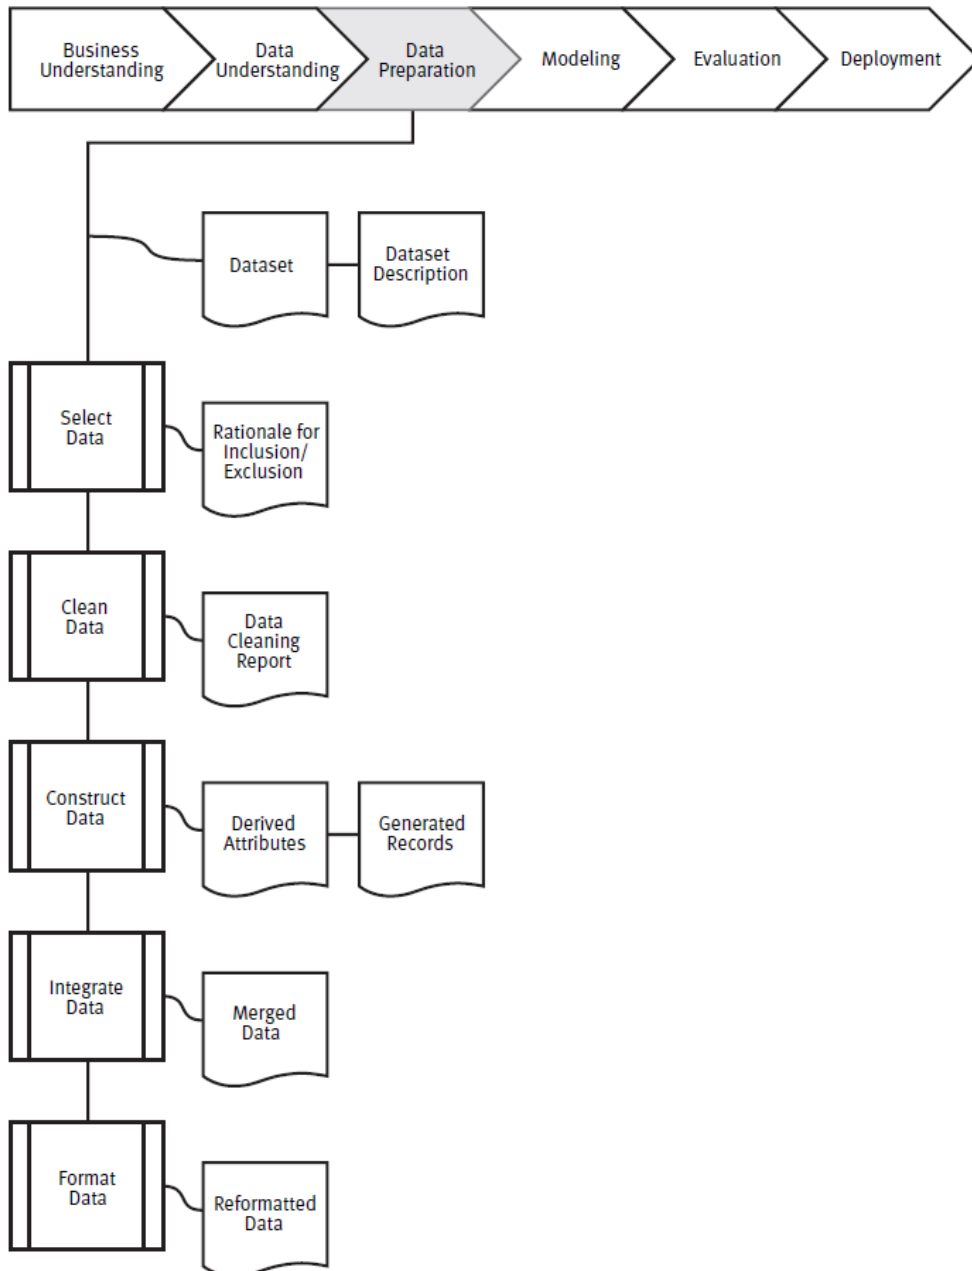 Business
Understanding
Data
Understanding
Data
Preparation
Modeling
Evaluation
Deployment
Dataset
Dataset
Description
Select
Data
Rationale for
Inclusion/
Exclusion
Clean
Data
Data
Cleaning
Report
Construct
Data
Derived
Attributes
Generated
Records
Integrate
Data
Merged
Data
Format
Data
Reformatted
Data